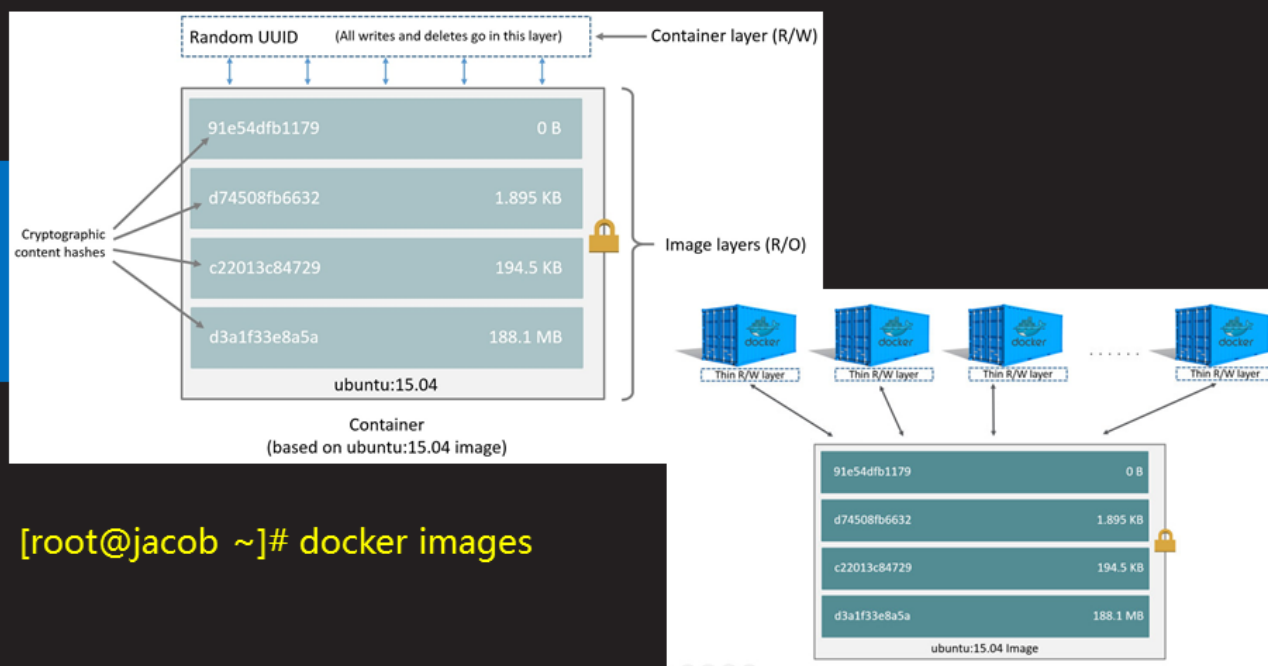 Random UUID (All writes and deletes go in this layer)
Container layer (R/W)
91e54dfb1179 0 B
d74508fb6632 1.895 KB
c22013c84729 194.5 KB
d3a1f33e8a5a 188.1 MB
ubuntu:15.04
Cryptographic
content hashes
Image layers (R/O)
Container
(based on ubuntu:15.04 image)
docker docker docker docker
Thin R/W layer Thin R/W layer Thin R/W layer ...... Thin R/W layer
91e54dfb1179 0 B
d74508fb6632 1.895 KB
c22013c84729 194.5 KB
d3a1f33e8a5a 188.1 MB
ubuntu:15.04 Image
[root@jacob ~]# docker images